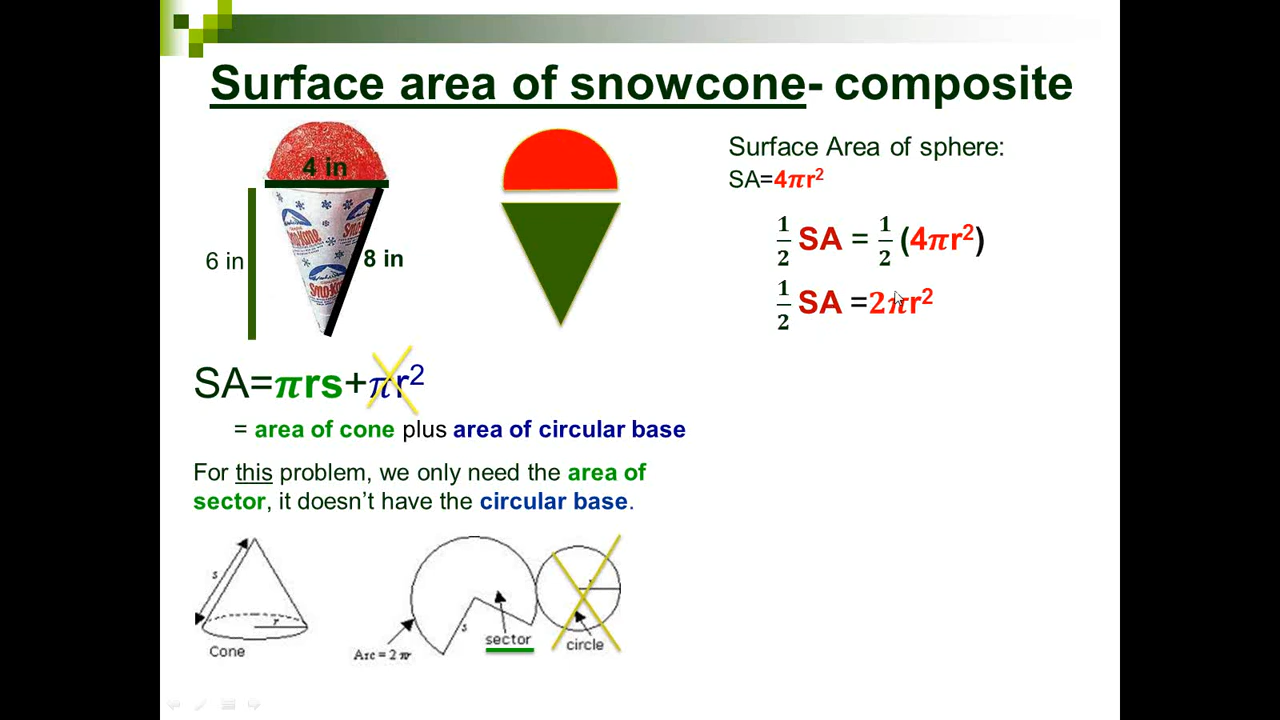 Surface area of snowcone- composite
4 in
6 in
8 in
Sno-Kone
Surface Area of sphere:
SA=4πr²
½ SA = ½ (4πr²)
½ SA =2πr²
SA=πrs+πr²
= area of cone plus area of circular base
For this problem, we only need the area of
sector, it doesn't have the circular base.
s
r
Cone
Arc = 2πr
s
sector
r
circle